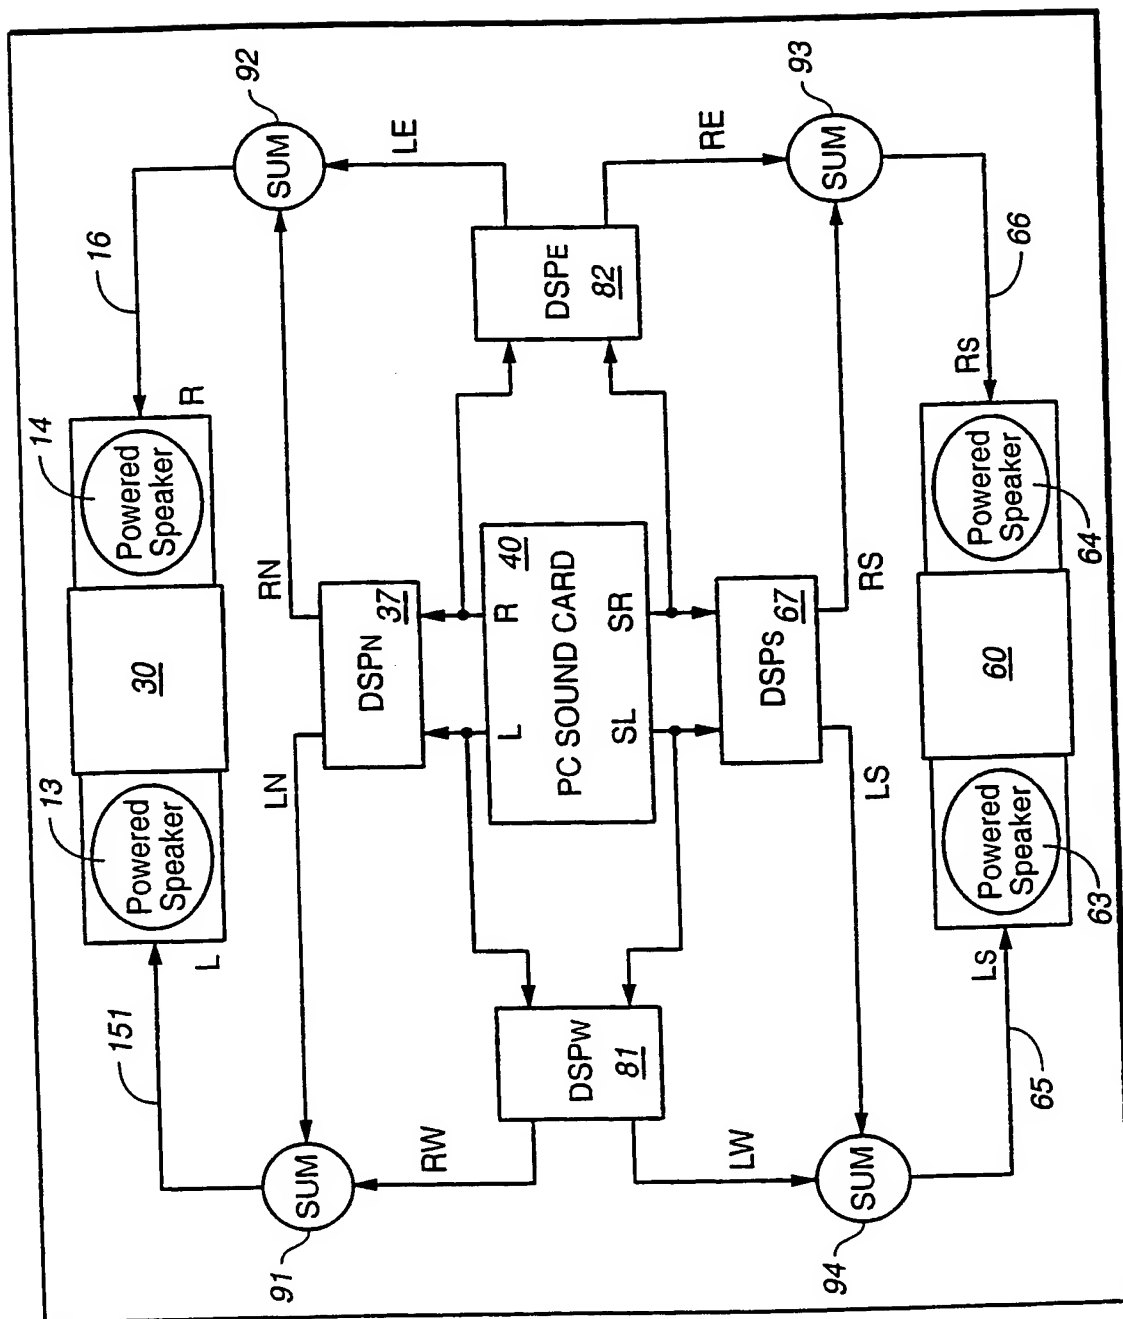 92
SUM
16
LE
RE
93
SUM
14
R
Powered
Speaker
DSPE
82
66
RS
Powered
Speaker
64
RN
RS
30
DSPN
37
40
R
L
PC SOUND CARD
SR
SL
DSPS
67
60
LN
LS
13
Powered
Speaker
L
151
DSPW
81
Powered
Speaker
63
LS
65
RW
LW
SUM
91
SUM
94